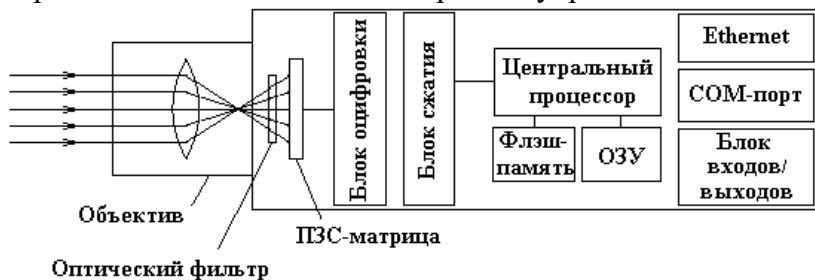 Ethernet
Центральный
процессор
COM-порт
Блок оцифровки
Блок сжатия
Флэш-
память
ОЗУ
Блок
входов/
выходов
Объектив
ПЗС-матрица
Оптический фильтр